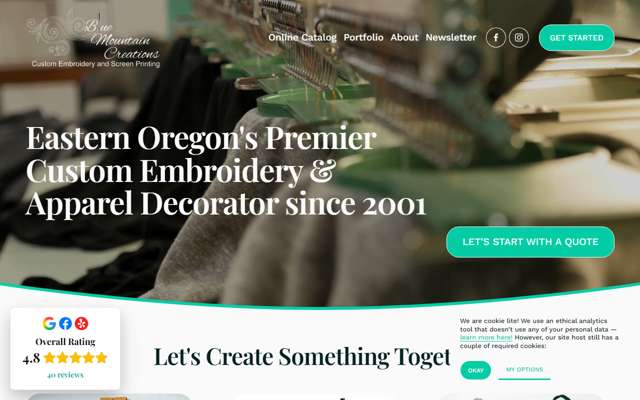 Blue
Mountain
Creations
Custom Embroidery and Screen Printing
Online Catalog
Portfolio
About
Newsletter
GET STARTED
Eastern Oregon's Premier
Custom Embroidery &
Apparel Decorator since 2001
LET'S START WITH A QUOTE
Overall Rating
4.8
40 reviews
Let's Create Something Toget
We are cookie lite! We use an ethical analytics
tool that doesn't use any of your personal data —
learn more here! However, our site host still has a
couple of required cookies:
OKAY
MY OPTIONS